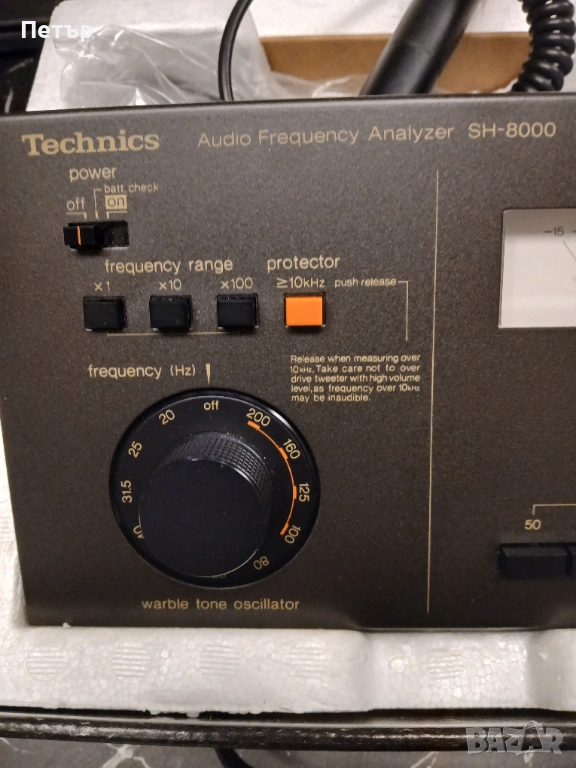 Петър
Technics Audio Frequency Analyzer SH-8000
power
batt. check
off on
frequency range protector
×1 ×10 ×100 ≥10kHz push release
-15
frequency (Hz)
Release when measuring over
10kHz. Take care not to over
drive tweeter with high volume
level, as frequency over 10kHz
may be inaudible.
off
20 200
25 160
31.5 125
100
80
50
warble tone oscillator
BAZAR